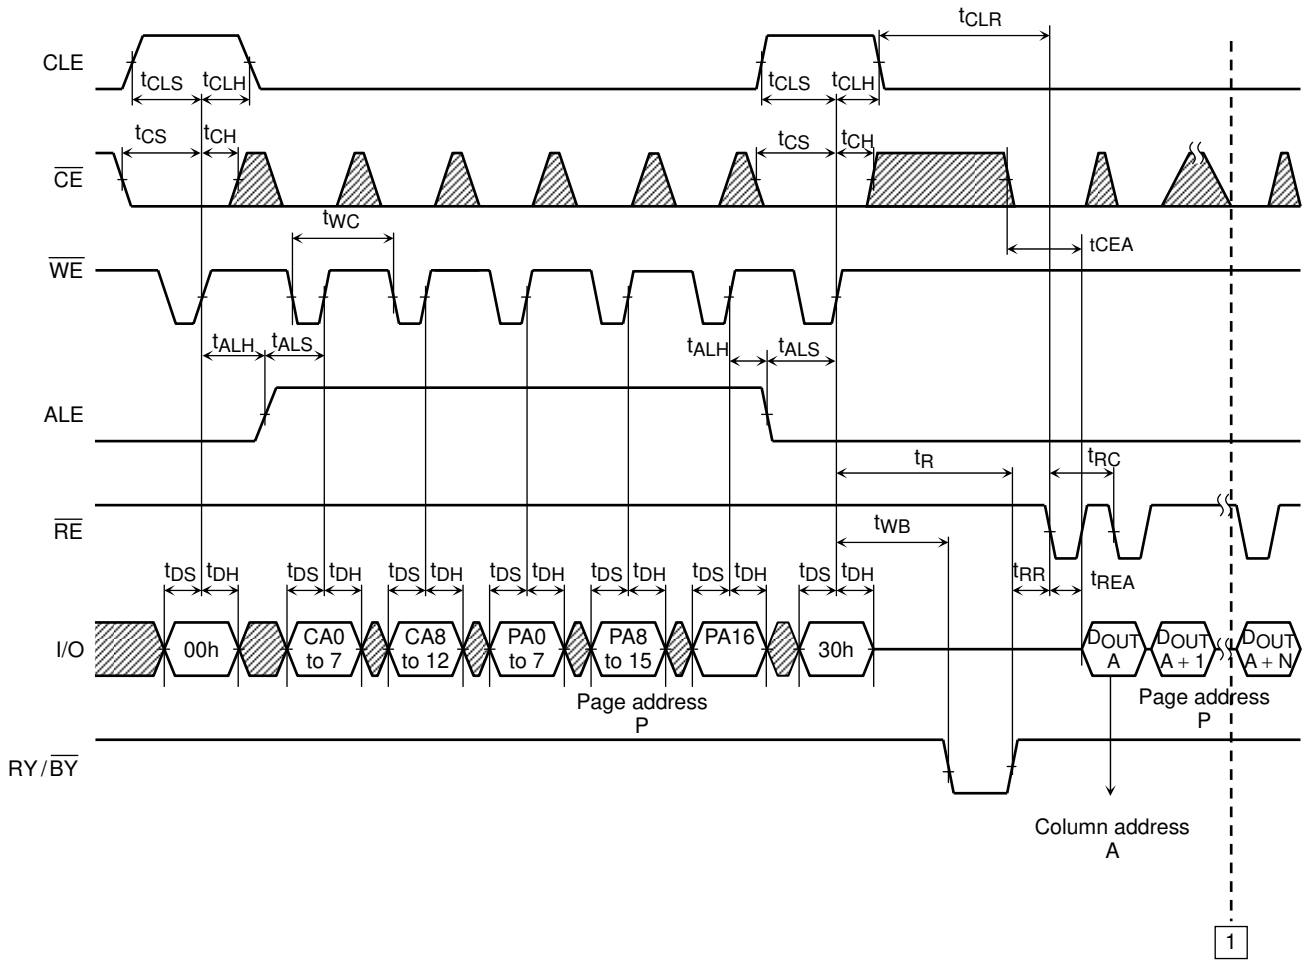 tCLR
CLE
tCLS tCLH tCLS tCLH
tCS tCH tCS tCH
CE
tWC tCEA
WE
tALH tALS tALH tALS
ALE
tR tRC
RE
tWB
tDS tDH tDS tDH tDS tDH tDS tDH tDS tDH tDS tDH tDS tDH tRR tREA
I/O
00h
CA0
to 7
CA8
to 12
PA0
to 7
PA8
to 15
PA16
30h
DOUT
A
DOUT
A + 1
DOUT
A + N
Page address
P
Page address
P
RY/BY
Column address
A
1